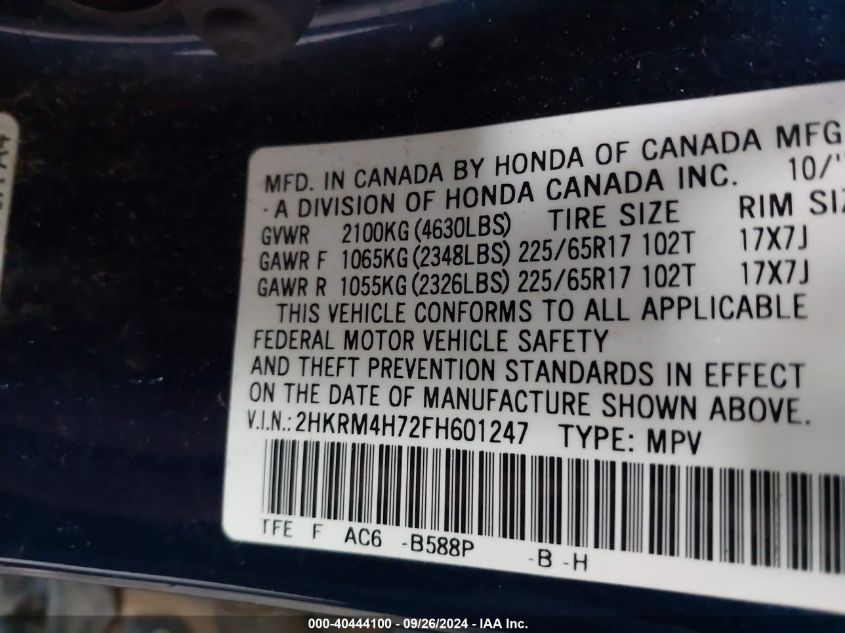 MFD. IN CANADA BY HONDA OF CANADA MFG
· A DIVISION OF HONDA CANADA INC. 10/
GVWR 2100KG (4630LBS) TIRE SIZE RIM SIZ
GAWR F 1065KG (2348LBS) 225/65R17 102T 17X7J
GAWR R 1055KG (2326LBS) 225/65R17 102T 17X7J
THIS VEHICLE CONFORMS TO ALL APPLICABLE
FEDERAL MOTOR VEHICLE SAFETY
AND THEFT PREVENTION STANDARDS IN EFFECT
ON THE DATE OF MANUFACTURE SHOWN ABOVE.
V.I.N.: 2HKRM4H72FH601247 TYPE: MPV
TFE F AC6 -B588P -B -H
000-40444100 - 09/26/2024 - IAA Inc.